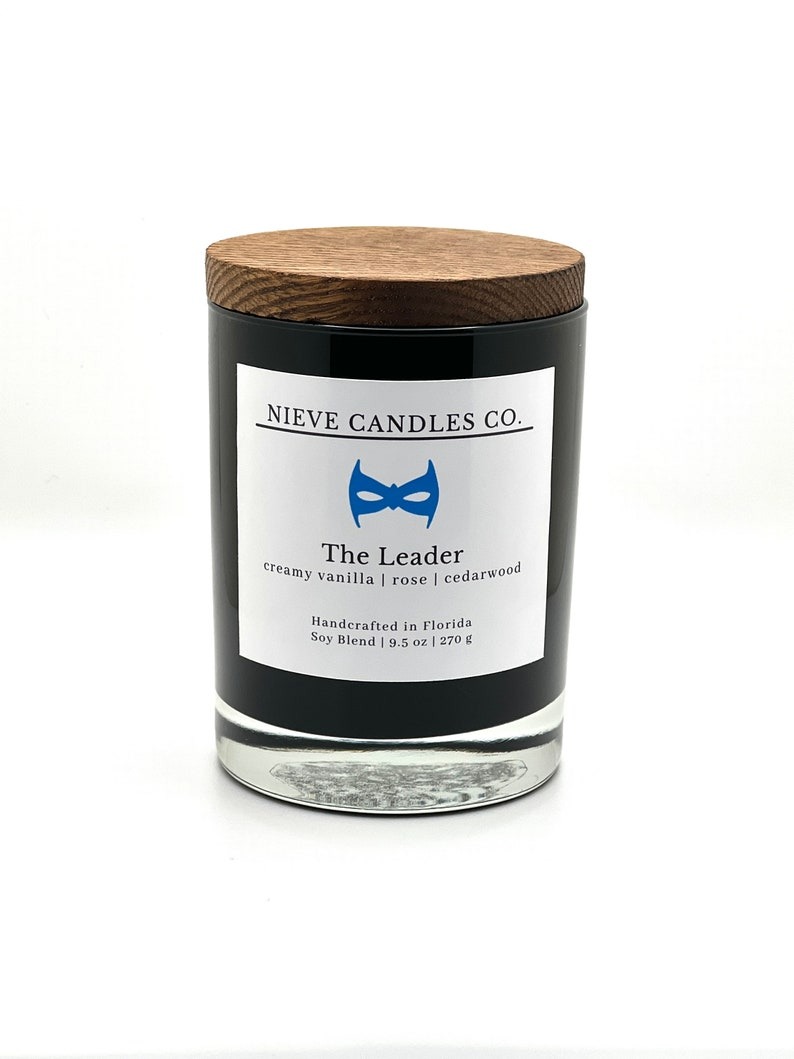 NIEVE CANDLES CO.
The Leader
creamy vanilla | rose | cedarwood
Handcrafted in Florida
Soy Blend | 9.5 oz | 270 g